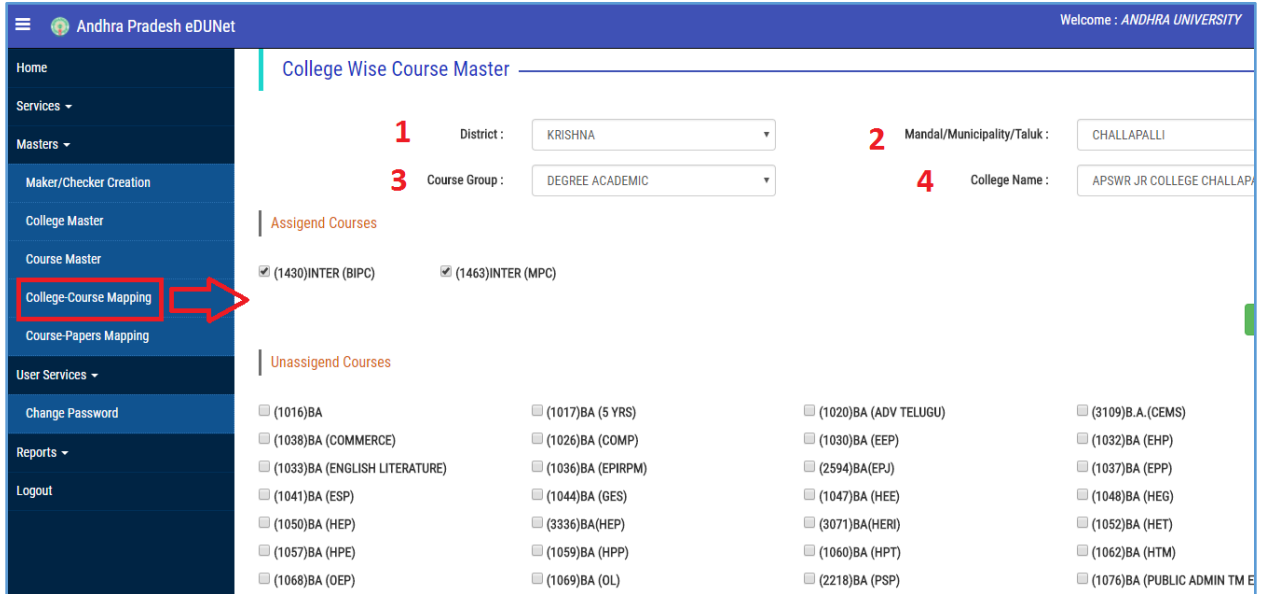 Andhra Pradesh eDUNet
Welcome : ANDHRA UNIVERSITY
Home
Services
Masters
Maker/Checker Creation
College Master
Course Master
College-Course Mapping
Course-Papers Mapping
User Services
Change Password
Reports
Logout
College Wise Course Master
1 District : KRISHNA 2 Mandal/Municipality/Taluk : CHALLAPALLI
3 Course Group : DEGREE ACADEMIC 4 College Name : APSWR JR COLLEGE CHALLAPA
Assigend Courses
(1430)INTER (BIPC) (1463)INTER (MPC)
Unassigend Courses
(1016)BA (1017)BA (5 YRS) (1020)BA (ADV TELUGU) (3109)B.A.(CEMS)
(1038)BA (COMMERCE) (1026)BA (COMP) (1030)BA (EEP) (1032)BA (EHP)
(1033)BA (ENGLISH LITERATURE) (1036)BA (EPIRPM) (2594)BA(EPJ) (1037)BA (EPP)
(1041)BA (ESP) (1044)BA (GES) (1047)BA (HEE) (1048)BA (HEG)
(1050)BA (HEP) (3336)BA(HEP) (3071)BA(HERI) (1052)BA (HET)
(1057)BA (HPE) (1059)BA (HPP) (1060)BA (HPT) (1062)BA (HTM)
(1068)BA (OEP) (1069)BA (OL) (2218)BA (PSP) (1076)BA (PUBLIC ADMIN TM E